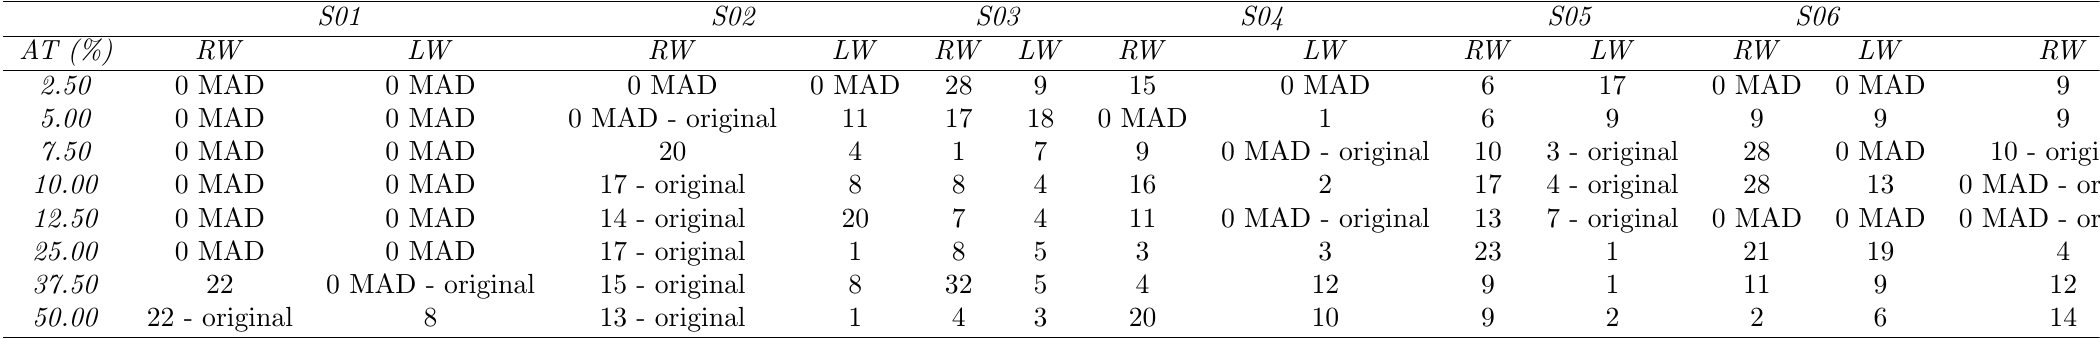 S01 S02 S03 S04 S05 S06
AT (%) RW LW RW LW RW LW RW LW RW LW RW LW RW
2.50 0 MAD 0 MAD 0 MAD 0 MAD 28 9 15 0 MAD 6 17 0 MAD 0 MAD 9
5.00 0 MAD 0 MAD 0 MAD - original 11 17 18 0 MAD 1 6 9 9 9 9
7.50 0 MAD 0 MAD 20 4 1 7 9 0 MAD - original 10 3 - original 28 0 MAD 10 - origi
10.00 0 MAD 0 MAD 17 - original 8 8 4 16 2 17 4 - original 28 13 0 MAD - or
12.50 0 MAD 0 MAD 14 - original 20 7 4 11 0 MAD - original 13 7 - original 0 MAD 0 MAD 0 MAD - or
25.00 0 MAD 0 MAD 17 - original 1 8 5 3 3 23 1 21 19 4
37.50 22 0 MAD - original 15 - original 8 32 5 4 12 9 1 11 9 12
50.00 22 - original 8 13 - original 1 4 3 20 10 9 2 2 6 14